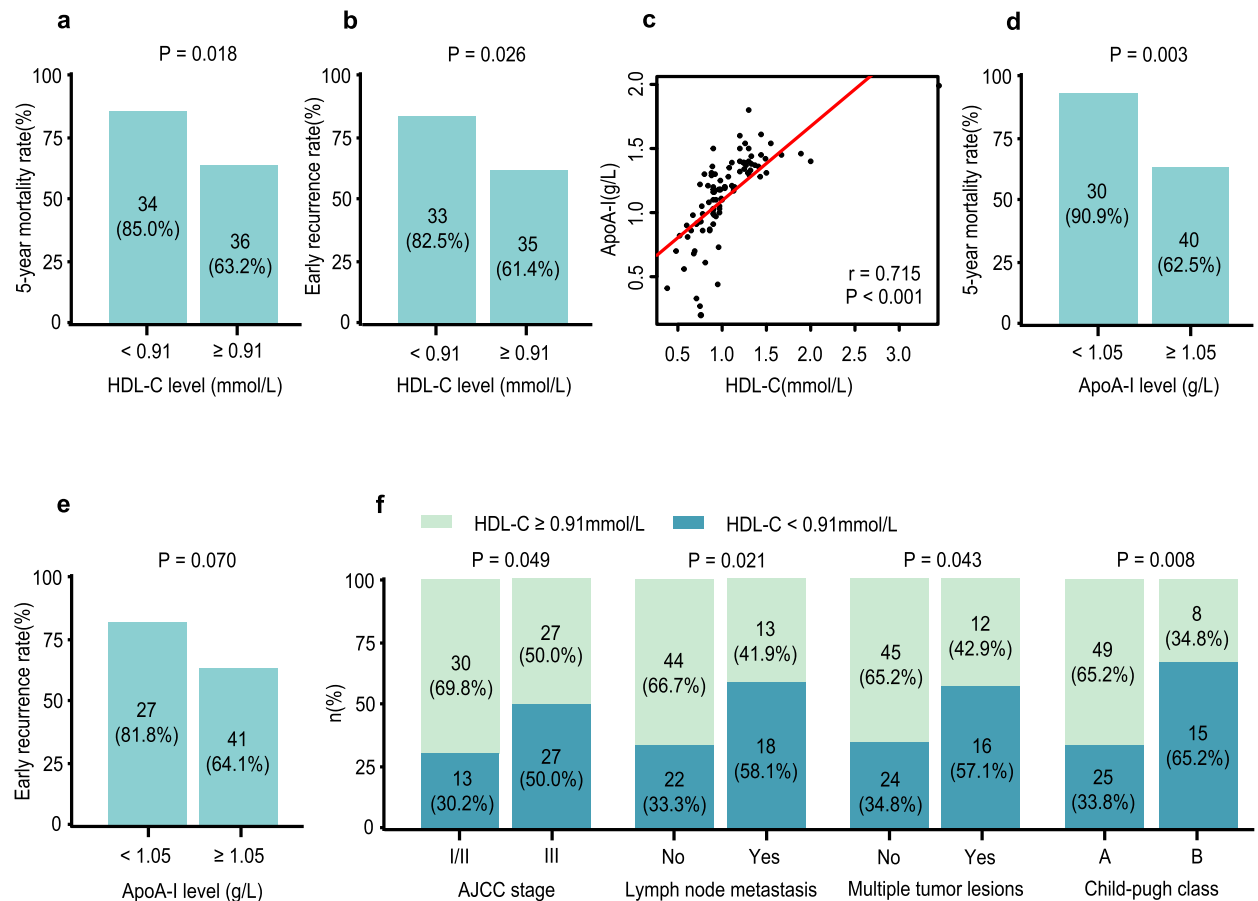 a
P = 0.018
5-year mortality rate(%)
100
75
50
25
0
34
(85.0%)
36
(63.2%)
< 0.91
≥ 0.91
HDL-C level (mmol/L)
b
P = 0.026
Early recurrence rate(%)
100
75
50
25
0
33
(82.5%)
35
(61.4%)
< 0.91
≥ 0.91
HDL-C level (mmol/L)
c
ApoA-I(g/L)
2.0
1.5
1.0
0.5
r = 0.715
P < 0.001
0.5 1.0 1.5 2.0 3.0
HDL-C(mmol/L)
d
P = 0.003
5-year mortality rate(%)
100
75
50
25
0
30
(90.9%)
40
(62.5%)
< 1.05
≥ 1.05
ApoA-I level (g/L)
e
P = 0.070
Early recurrence rate(%)
100
75
50
25
0
27
(81.8%)
41
(64.1%)
< 1.05
≥ 1.05
ApoA-I level (g/L)
f
HDL-C ≥ 0.91mmol/L
HDL-C < 0.91mmol/L
n(%)
100
75
50
25
0
P = 0.049
30
(69.8%)
13
(30.2%)
27
(50.0%)
27
(50.0%)
I/II
III
AJCC stage
P = 0.021
44
(66.7%)
22
(33.3%)
13
(41.9%)
18
(58.1%)
No
Yes
Lymph node metastasis
P = 0.043
45
(65.2%)
24
(34.8%)
12
(42.9%)
16
(57.1%)
No
Yes
Multiple tumor lesions
P = 0.008
49
(65.2%)
25
(33.8%)
8
(34.8%)
15
(65.2%)
A
B
Child-pugh class